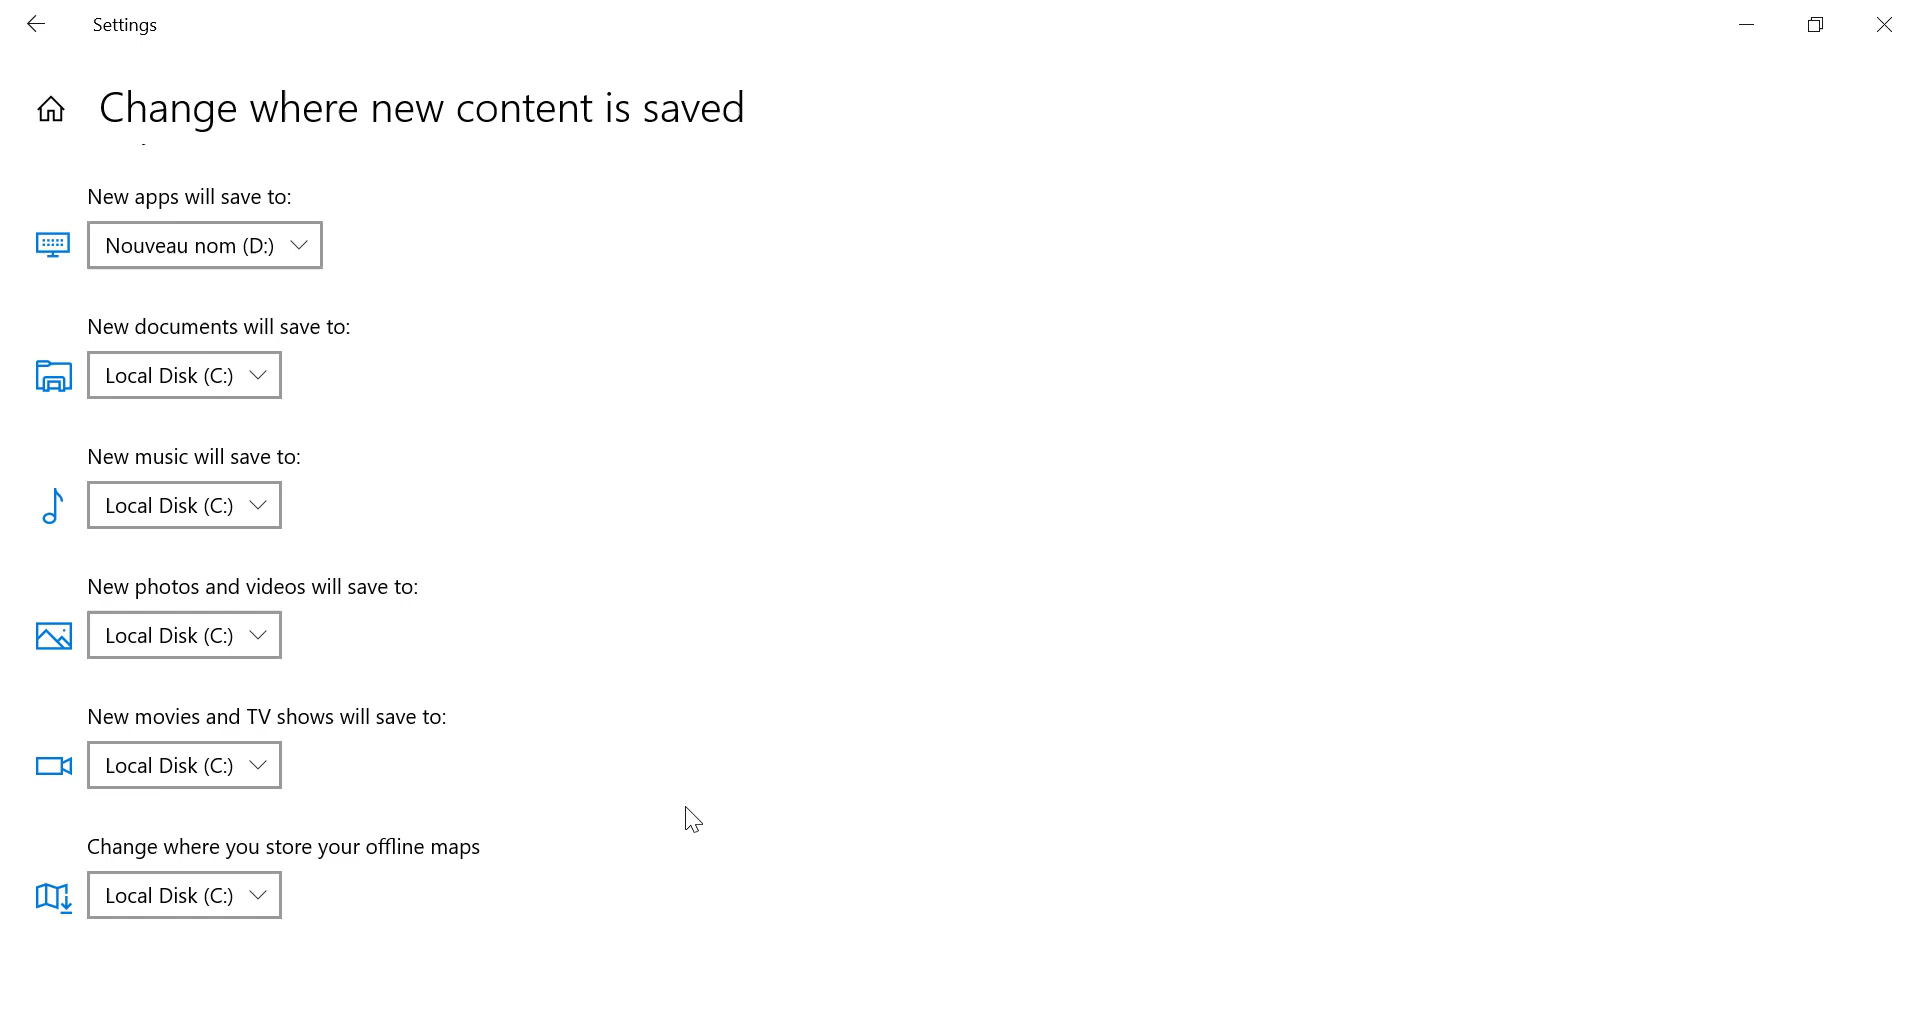 Settings
Change where new content is saved
New apps will save to:
Nouveau nom (D:)
New documents will save to:
Local Disk (C:)
New music will save to:
Local Disk (C:)
New photos and videos will save to:
Local Disk (C:)
New movies and TV shows will save to:
Local Disk (C:)
Change where you store your offline maps
Local Disk (C:)